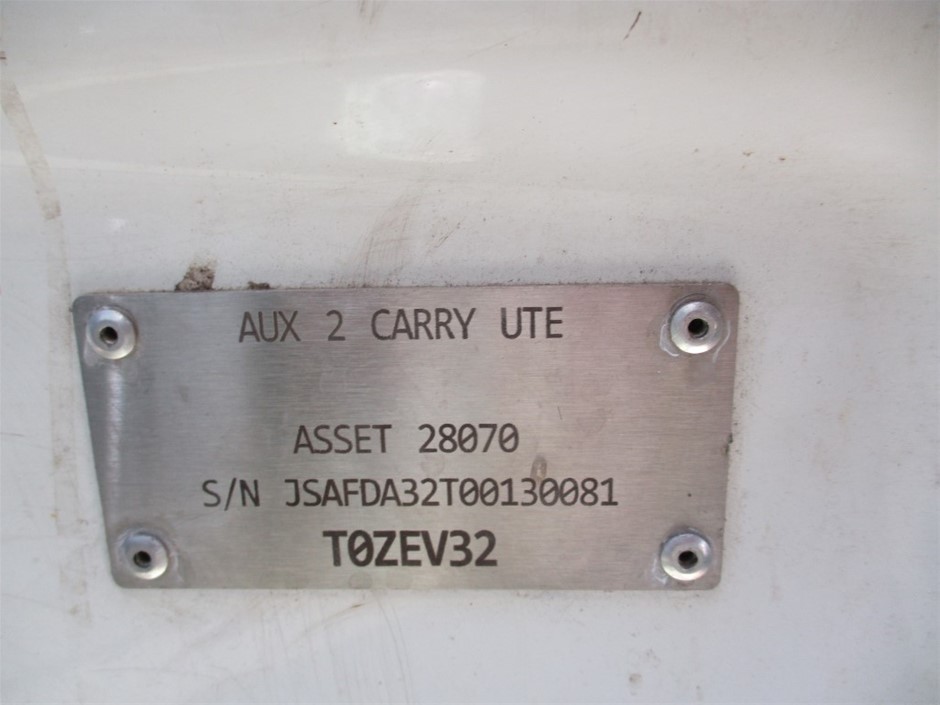 AUX 2 CARRY UTE
ASSET 28070
S/N JSAFDA32T00130081
T0ZEV32